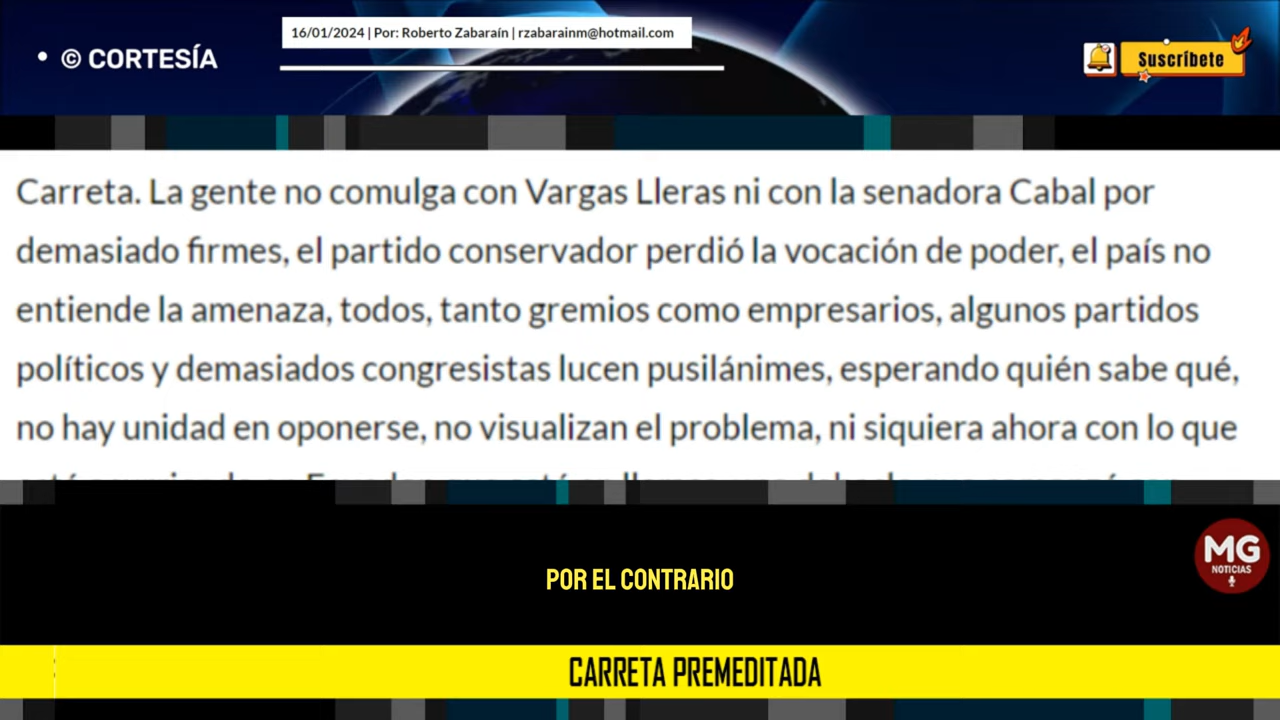 16/01/2024 | Por: Roberto Zabaraín | rzabarainm@hotmail.com
• © CORTESÍA
Suscríbete
Carreta. La gente no comulga con Vargas Lleras ni con la senadora Cabal por
demasiado firmes, el partido conservador perdió la vocación de poder, el país no
entiende la amenaza, todos, tanto gremios como empresarios, algunos partidos
políticos y demasiados congresistas lucen pusilánimes, esperando quién sabe qué,
no hay unidad en oponerse, no visualizan el problema, ni siquiera ahora con lo que
MG
NOTICIAS
POR EL CONTRARIO
CARRETA PREMEDITADA